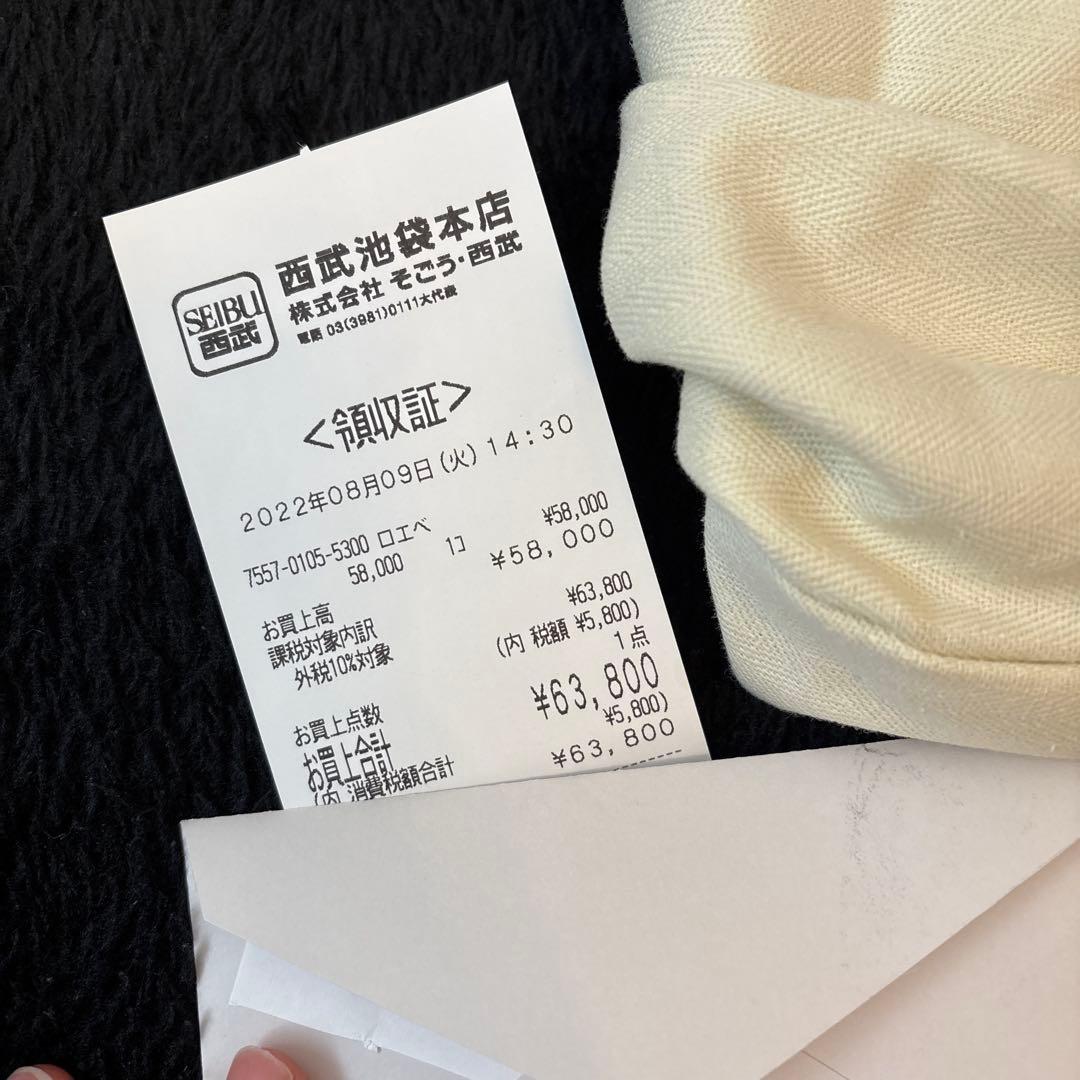 SEIBU
西武
西武池袋本店
株式会社 そごう・西武
電話 03(3981)0111大代表
<領収証>
2022年08月09日(火) 14:30
7557-0105-5300 ロエベ ¥58,000
58,000 1コ
お買上高 ¥58,000
課税対象内訳
外税10%対象 ¥63,800
(内 税額 ¥5,800)
お買上点数 1点
お買上合計 ¥63,800
(内 消費税額合計 ¥5,800)
¥63,800